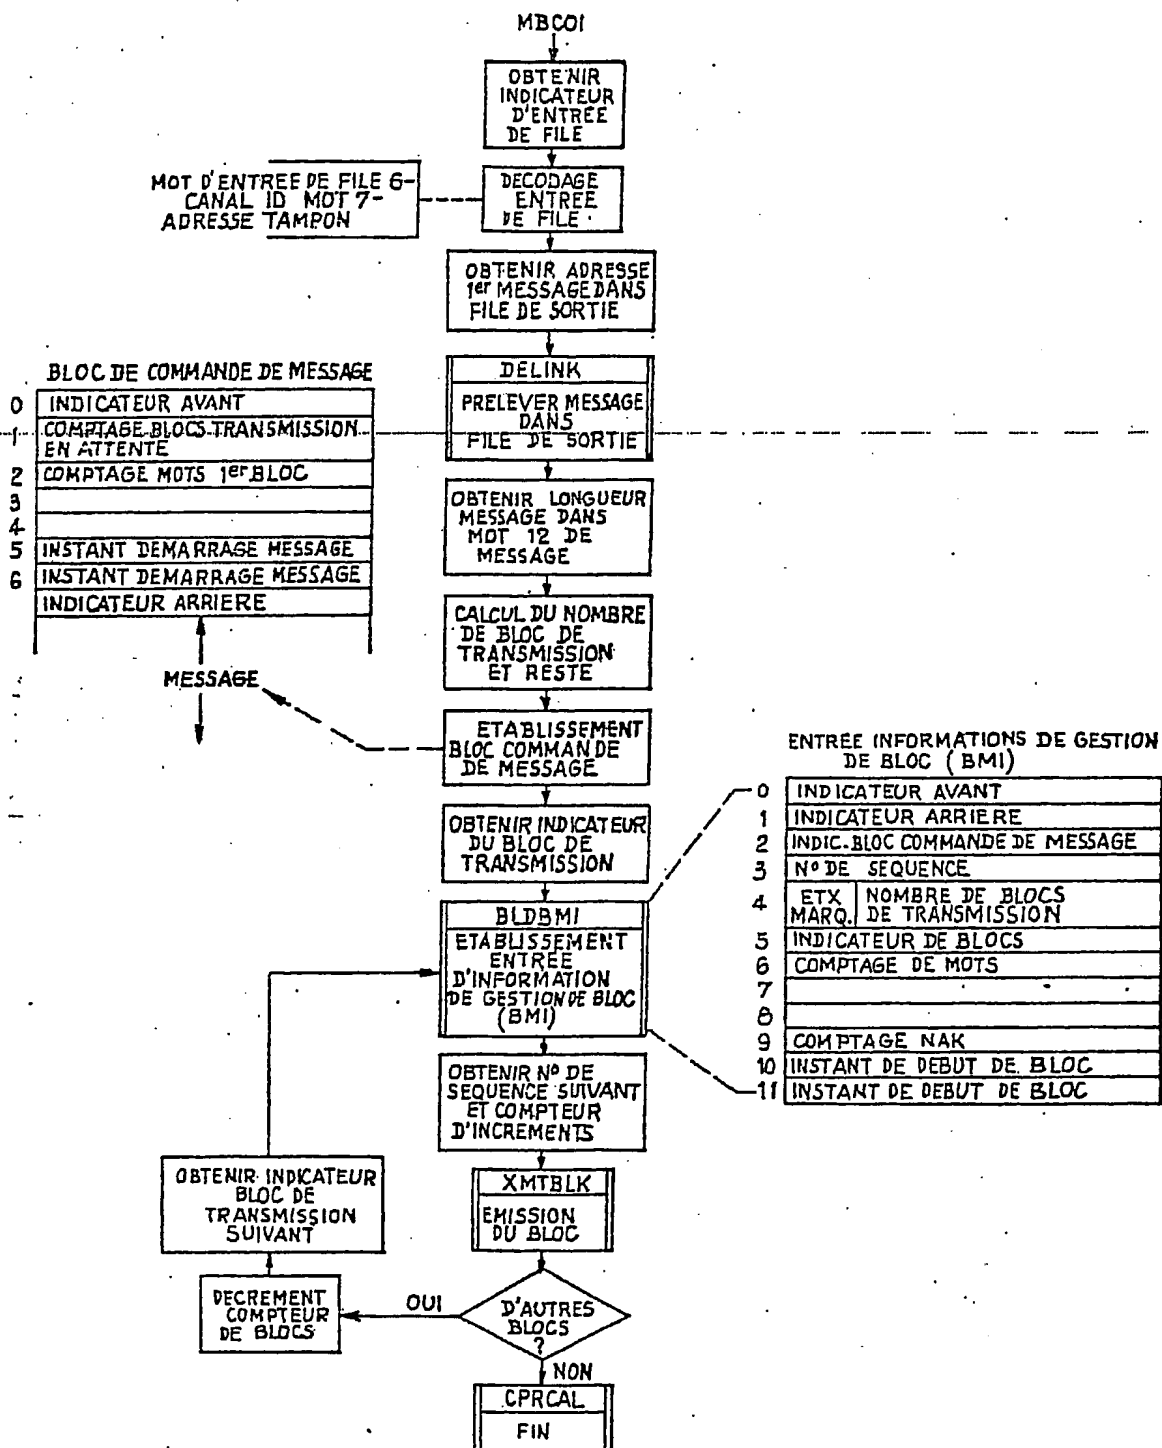 MBCOI
OBTENIR
INDICATEUR
D'ENTRÉE
DE FILE
MOT D'ENTREE DE FILE 6-
CANAL ID MOT 7-
ADRESSE TAMPON
DECODAGE
ENTREE
DE FILE
OBTENIR ADRESSE
1er MESSAGE DANS
FILE DE SORTIE
DELINK
PRELEVER MESSAGE
DANS
FILE DE SORTIE
BLOC DE COMMANDE DE MESSAGE
0 INDICATEUR AVANT
1 COMPTAGE BLOCS TRANSMISSION
EN ATTENTE
2 COMPTAGE MOTS 1er BLOC
3
4
5 INSTANT DEMARRAGE MESSAGE
6 INSTANT DEMARRAGE MESSAGE
INDICATEUR ARRIERE
MESSAGE
OBTENIR LONGUEUR
MESSAGE DANS
MOT 12 DE
MESSAGE
CALCUL DU NOMBRE
DE BLOC DE
TRANSMISSION
ET RESTE
ETABLISSEMENT
BLOC COMMANDE
DE MESSAGE
OBTENIR INDICATEUR
DU BLOC DE
TRANSMISSION
BLDBMI
ETABLISSEMENT
ENTRÉE
D'INFORMATION
DE GESTION DE BLOC
(BMI)
ENTRÉE INFORMATIONS DE GESTION
DE BLOC (BMI)
0 INDICATEUR AVANT
1 INDICATEUR ARRIERE
2 INDIC.-BLOC COMMANDE DE MESSAGE
3 N° DE SEQUENCE
4 ETX MARQ. NOMBRE DE BLOCS
DE TRANSMISSION
5 INDICATEUR DE BLOCS
6 COMPTAGE DE MOTS
7
8
9 COMPTAGE NAK
10 INSTANT DE DEBUT DE BLOC
11 INSTANT DE DEBUT DE BLOC
OBTENIR N° DE
SEQUENCE SUIVANT
ET COMPTEUR
D'INCREMENTS
XMTBLK
EMISSION
DU BLOC
D'AUTRES
BLOCS
?
OUI
DECREMENT
COMPTEUR
DE BLOCS
OBTENIR INDICATEUR
BLOC DE
TRANSMISSION
SUIVANT
NON
CPRCAL
FIN